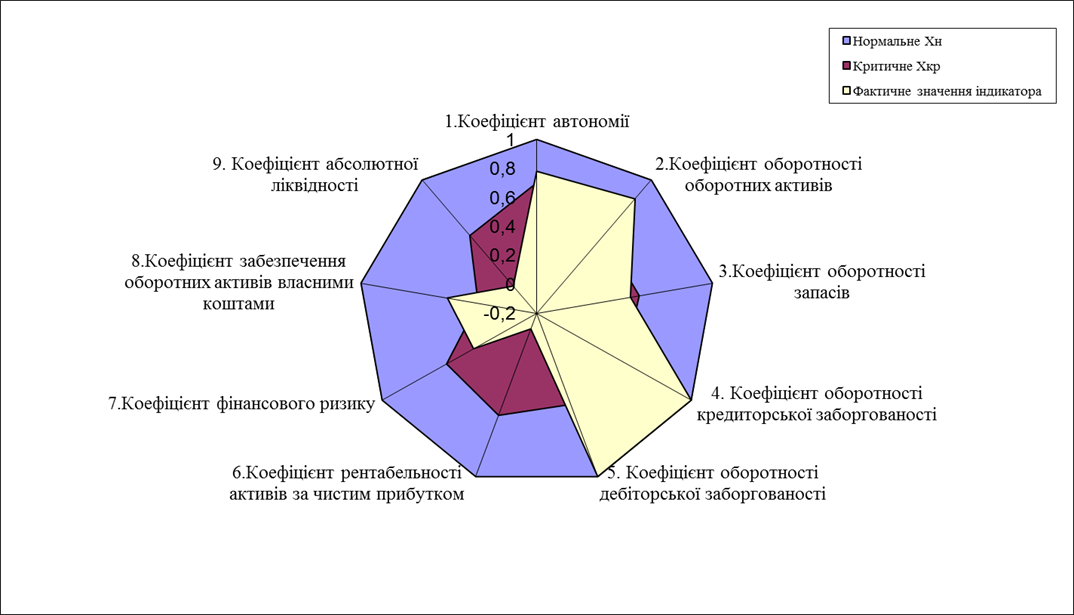 Нормальне Хн
Критичне Хкр
Фактичне значення індикатора
1.Коефіцієнт автономії
1
0,8
0,6
0,4
0,2
0
-0,2
2.Коефіцієнт оборотності
оборотних активів
3.Коефіцієнт оборотності
запасів
4. Коефіцієнт оборотності
кредиторської заборгованості
5. Коефіцієнт оборотності
дебіторської заборгованості
6.Коефіцієнт рентабельності
активів за чистим прибутком
7.Коефіцієнт фінансового ризику
8.Коефіцієнт забезпечення
оборотних активів власними
коштами
9. Коефіцієнт абсолютної
ліквідності